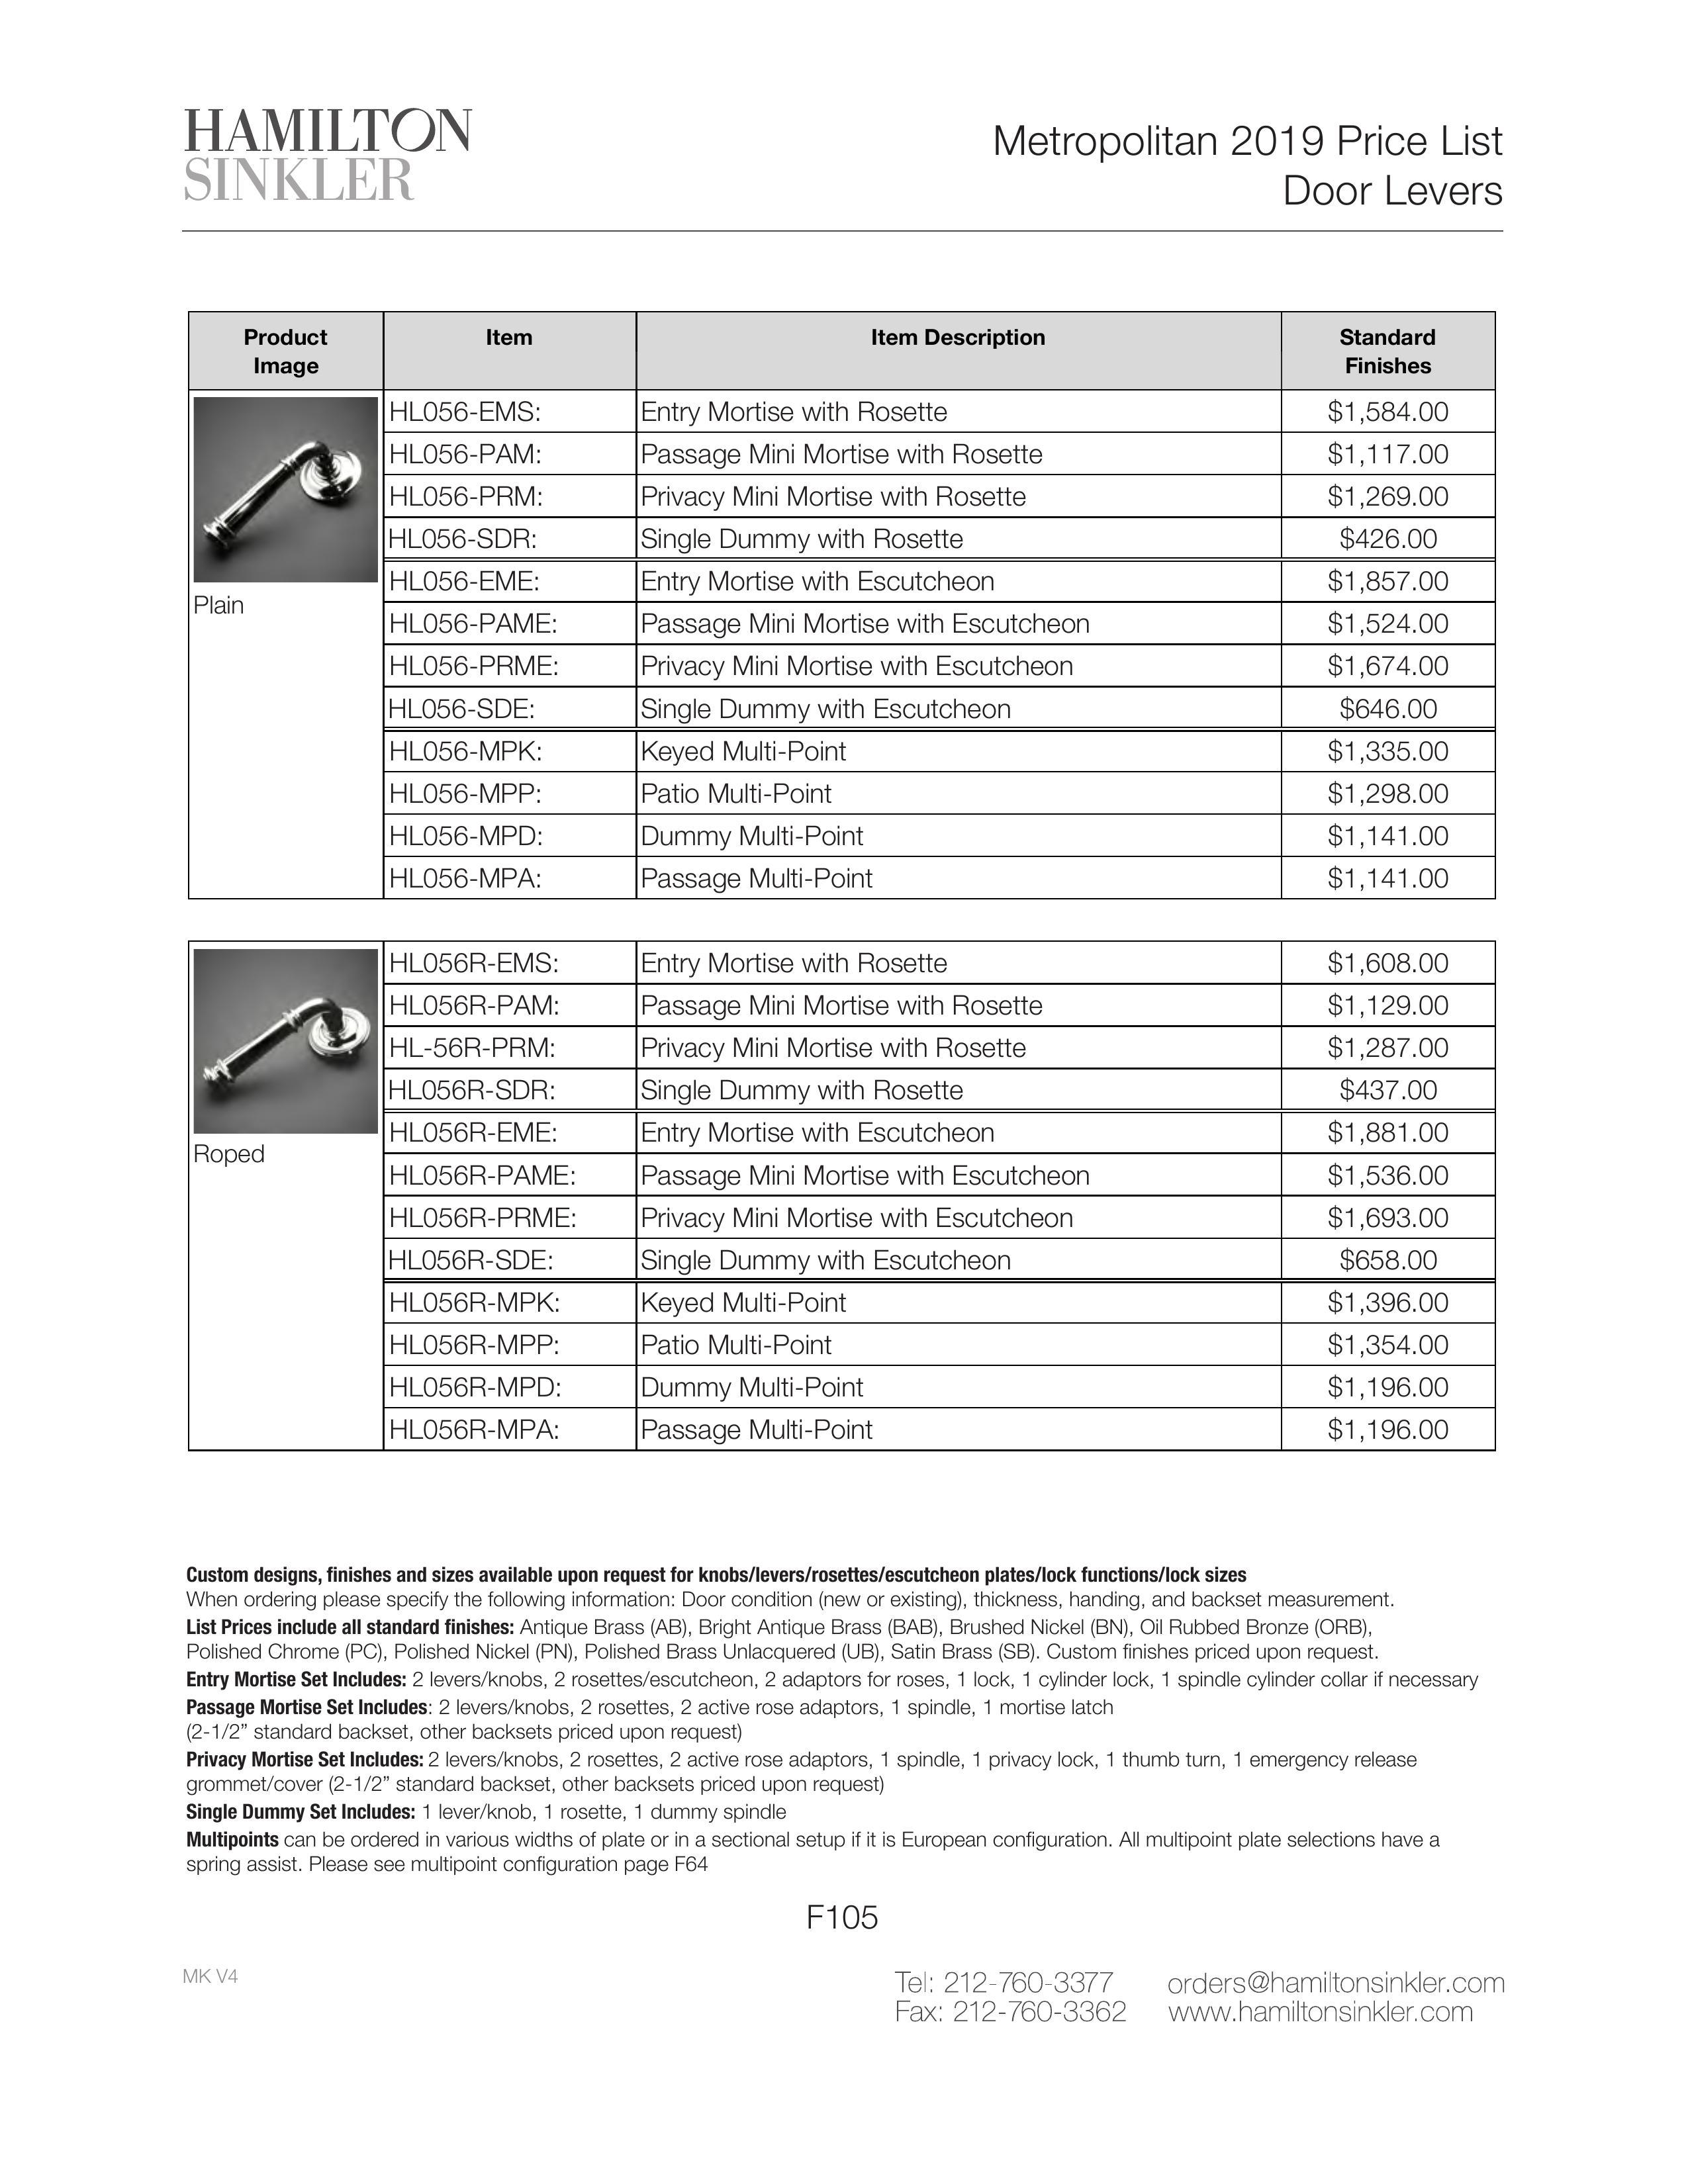 HAMILTON
SINKLER
Metropolitan 2019 Price List
Door Levers
Product Image Item Item Description Standard Finishes
HL056-EMS: Entry Mortise with Rosette $1,584.00
HL056-PAM: Passage Mini Mortise with Rosette $1,117.00
HL056-PRM: Privacy Mini Mortise with Rosette $1,269.00
HL056-SDR: Single Dummy with Rosette $426.00
HL056-EME: Entry Mortise with Escutcheon $1,857.00
Plain
HL056-PAME: Passage Mini Mortise with Escutcheon $1,524.00
HL056-PRME: Privacy Mini Mortise with Escutcheon $1,674.00
HL056-SDE: Single Dummy with Escutcheon $646.00
HL056-MPK: Keyed Multi-Point $1,335.00
HL056-MPP: Patio Multi-Point $1,298.00
HL056-MPD: Dummy Multi-Point $1,141.00
HL056-MPA: Passage Multi-Point $1,141.00
HL056R-EMS: Entry Mortise with Rosette $1,608.00
HL056R-PAM: Passage Mini Mortise with Rosette $1,129.00
HL-56R-PRM: Privacy Mini Mortise with Rosette $1,287.00
HL056R-SDR: Single Dummy with Rosette $437.00
HL056R-EME: Entry Mortise with Escutcheon $1,881.00
Roped
HL056R-PAME: Passage Mini Mortise with Escutcheon $1,536.00
HL056R-PRME: Privacy Mini Mortise with Escutcheon $1,693.00
HL056R-SDE: Single Dummy with Escutcheon $658.00
HL056R-MPK: Keyed Multi-Point $1,396.00
HL056R-MPP: Patio Multi-Point $1,354.00
HL056R-MPD: Dummy Multi-Point $1,196.00
HL056R-MPA: Passage Multi-Point $1,196.00
Custom designs, finishes and sizes available upon request for knobs/levers/rosettes/escutcheon plates/lock functions/lock sizes
When ordering please specify the following information: Door condition (new or existing), thickness, handing, and backset measurement.
List Prices include all standard finishes: Antique Brass (AB), Bright Antique Brass (BAB), Brushed Nickel (BN), Oil Rubbed Bronze (ORB),
Polished Chrome (PC), Polished Nickel (PN), Polished Brass Unlacquered (UB), Satin Brass (SB). Custom finishes priced upon request.
Entry Mortise Set Includes: 2 levers/knobs, 2 rosettes/escutcheon, 2 adaptors for roses, 1 lock, 1 cylinder lock, 1 spindle cylinder collar if necessary
Passage Mortise Set Includes: 2 levers/knobs, 2 rosettes, 2 active rose adaptors, 1 spindle, 1 mortise latch
(2-1/2” standard backset, other backsets priced upon request)
Privacy Mortise Set Includes: 2 levers/knobs, 2 rosettes, 2 active rose adaptors, 1 spindle, 1 privacy lock, 1 thumb turn, 1 emergency release
grommet/cover (2-1/2” standard backset, other backsets priced upon request)
Single Dummy Set Includes: 1 lever/knob, 1 rosette, 1 dummy spindle
Multipoints can be ordered in various widths of plate or in a sectional setup if it is European configuration. All multipoint plate selections have a
spring assist. Please see multipoint configuration page F64
F105
MK V4
Tel: 212-760-3377 orders@hamiltonsinkler.com
Fax: 212-760-3362 www.hamiltonsinkler.com